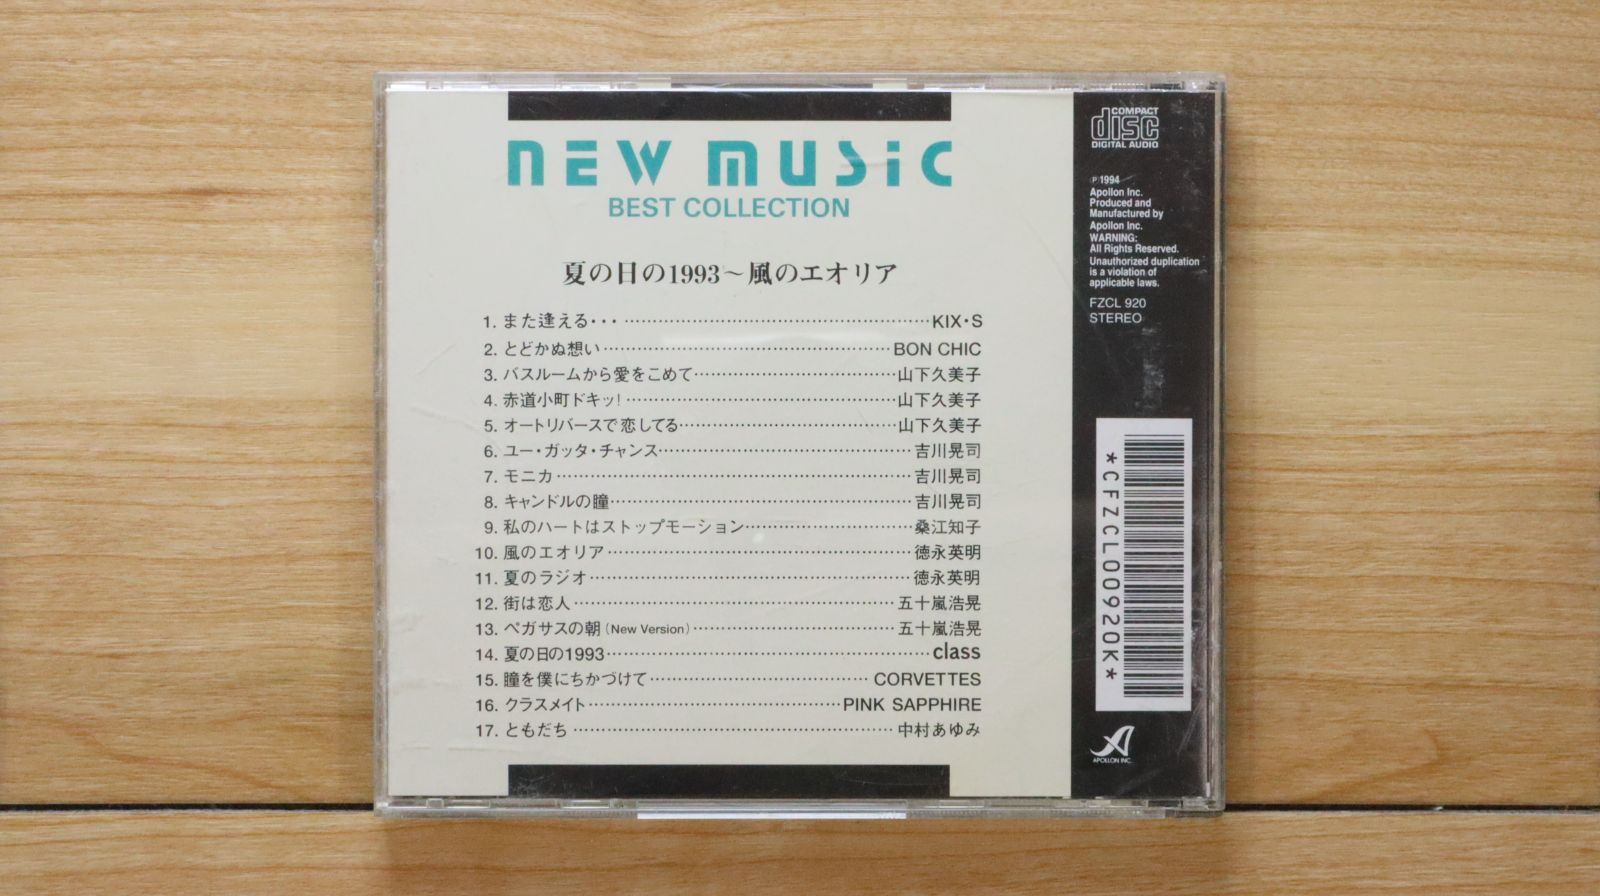 new music
BEST COLLECTION
夏の日の1993～風のエオリア
1. また逢える・・・ KIX・S
2. とどかぬ想い BON CHIC
3. バスルームから愛をこめて 山下久美子
4. 赤道小町ドキッ! 山下久美子
5. オートリバースで恋してる 山下久美子
6. ユー・ガッタ・チャンス 吉川晃司
7. モニカ 吉川晃司
8. キャンドルの瞳 吉川晃司
9. 私のハートはストップモーション 桑江知子
10. 風のエオリア 徳永英明
11. 夏のラジオ 徳永英明
12. 街は恋人 五十嵐浩晃
13. ペガサスの朝 (New Version) 五十嵐浩晃
14. 夏の日の1993 class
15. 瞳を僕にちかづけて CORVETTES
16. クラスメイト PINK SAPPHIRE
17. ともだち 中村あゆみ
COMPACT
disc
DIGITAL AUDIO
℗ 1994
Apollon Inc.
Produced and
Manufactured by
Apollon Inc.
WARNING:
All Rights Reserved.
Unauthorized duplication
is a violation of
applicable laws.
FZCL 920
STEREO
*CFZCL00920K*
APOLLON INC.